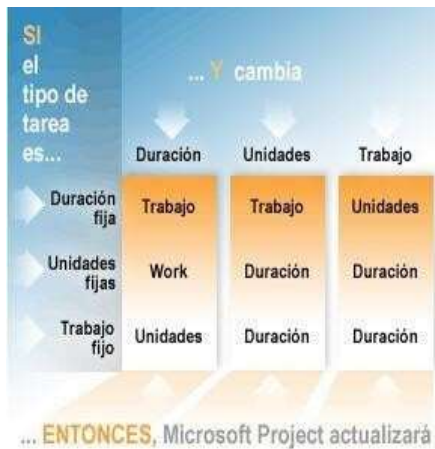 SI
el
tipo de
tarea
es...
... Y cambia
Duración Unidades Trabajo
Duración
fija
Trabajo Trabajo Unidades
Unidades
fijas
Work Duración Duración
Trabajo
fijo
Unidades Duración Duración
... ENTONCES, Microsoft Project actualizará